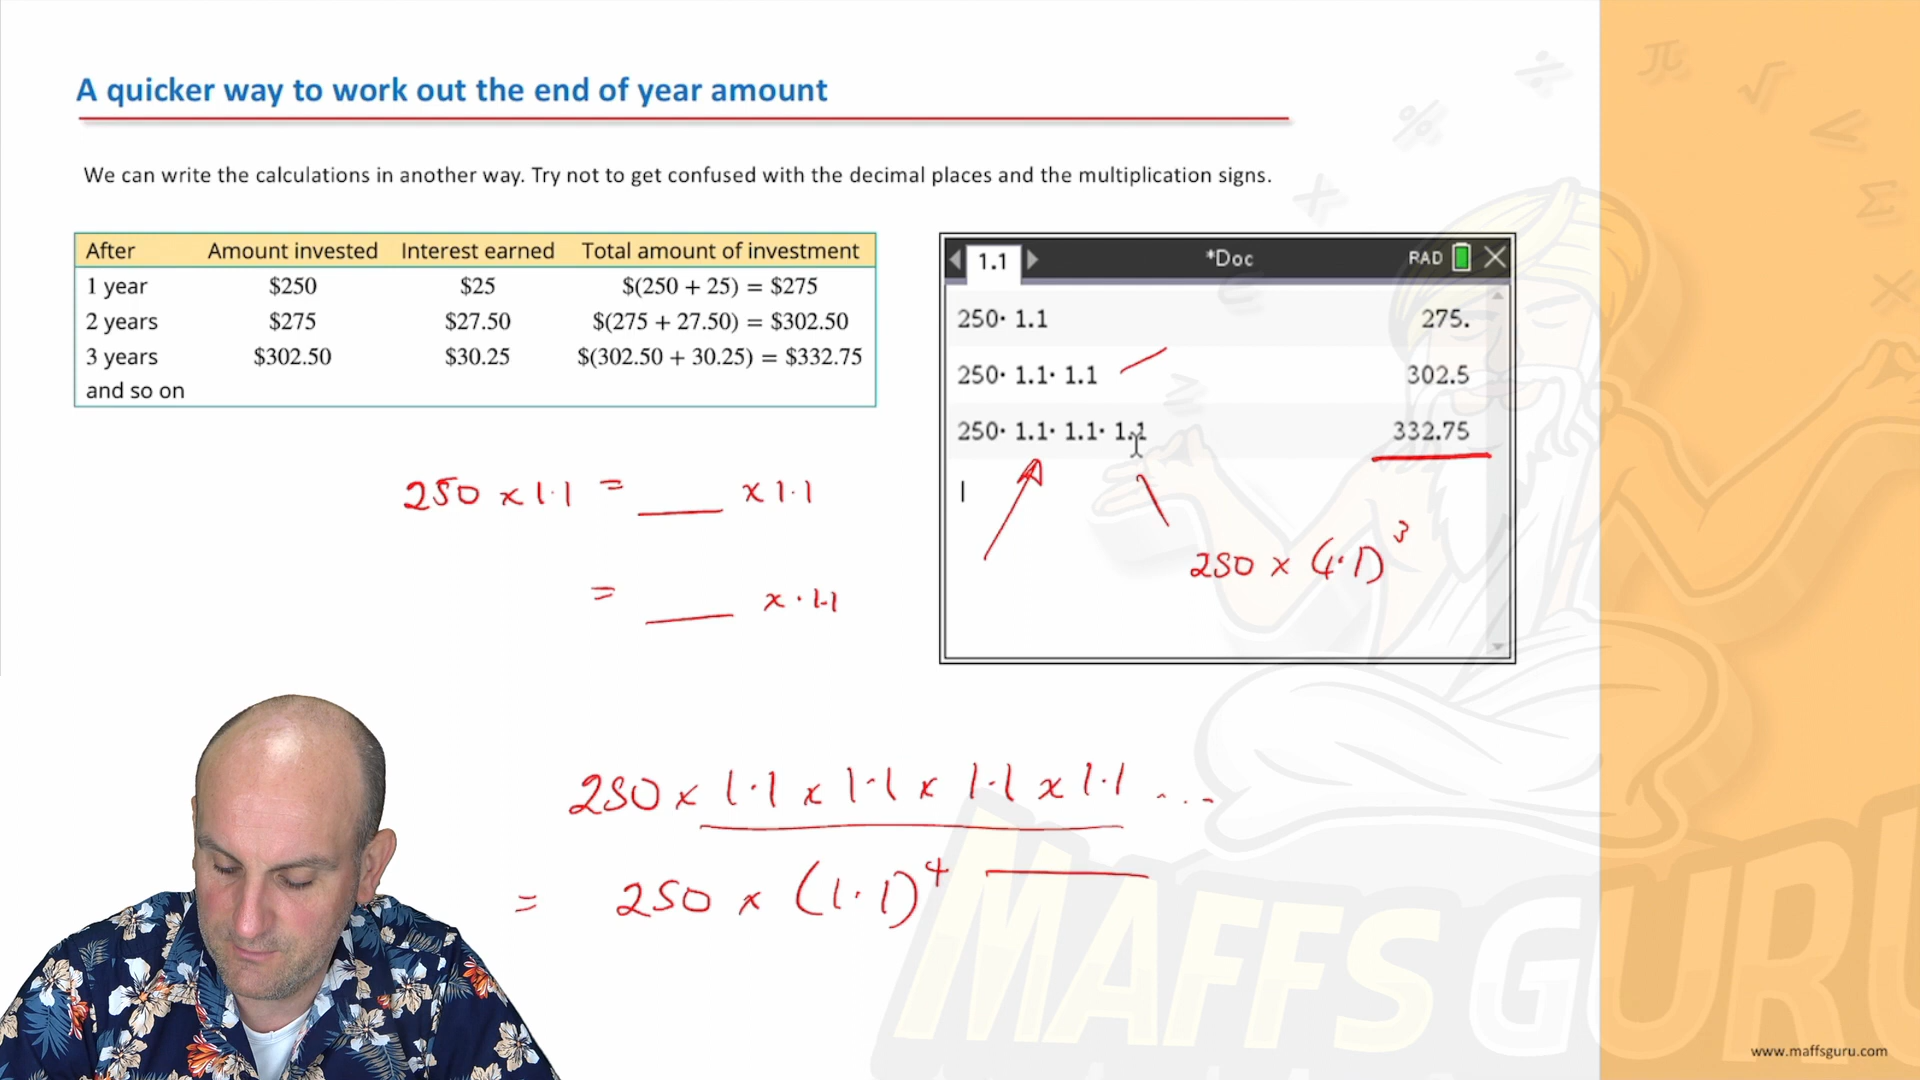 A quicker way to work out the end of year amount
We can write the calculations in another way. Try not to get confused with the decimal places and the multiplication signs.
After Amount invested Interest earned Total amount of investment
1 year $250 $25 $(250 + 25) = $275
2 years $275 $27.50 $(275 + 27.50) = $302.50
3 years $302.50 $30.25 $(302.50 + 30.25) = $332.75
and so on
1.1 *Doc RAD
250· 1.1 275.
250· 1.1· 1.1 302.5
250· 1.1· 1.1· 1.1 332.75
250 × (1·1)³
250 × 1·1 = ___ × 1·1
= ___ × ·1·1
250 × 1·1 × 1·1 × 1·1 × 1·1 ...
= 250 × (1·1)⁴
MAFFS GURU
www.maffsguru.com